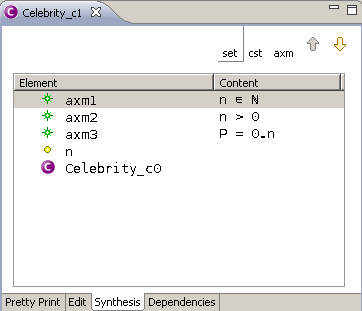 Celebrity_c1
set cst axm
Element Content
axm1 n ∈ ℕ
axm2 n > 0
axm3 P = 0‥n
n
Celebrity_c0
Pretty Print Edit Synthesis Dependencies